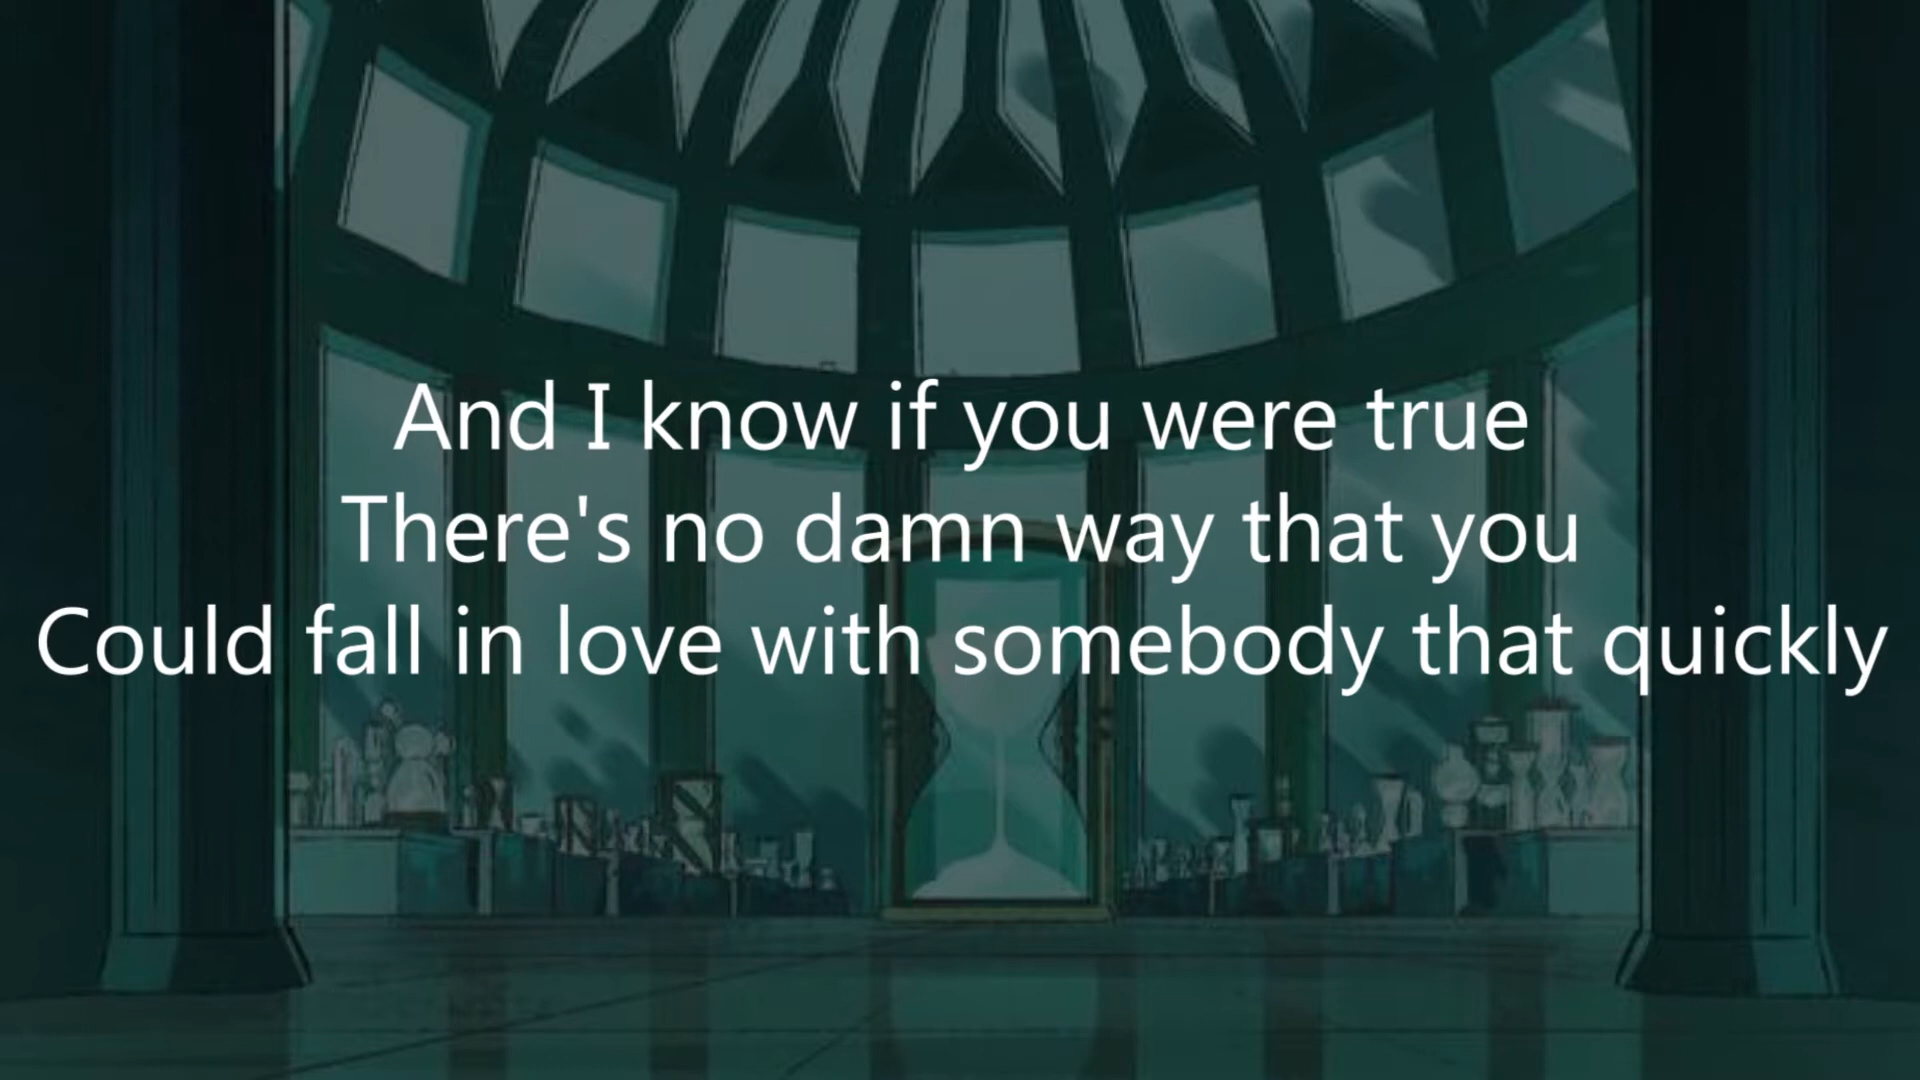 And I know if you were true
There's no damn way that you
Could fall in love with somebody that quickly